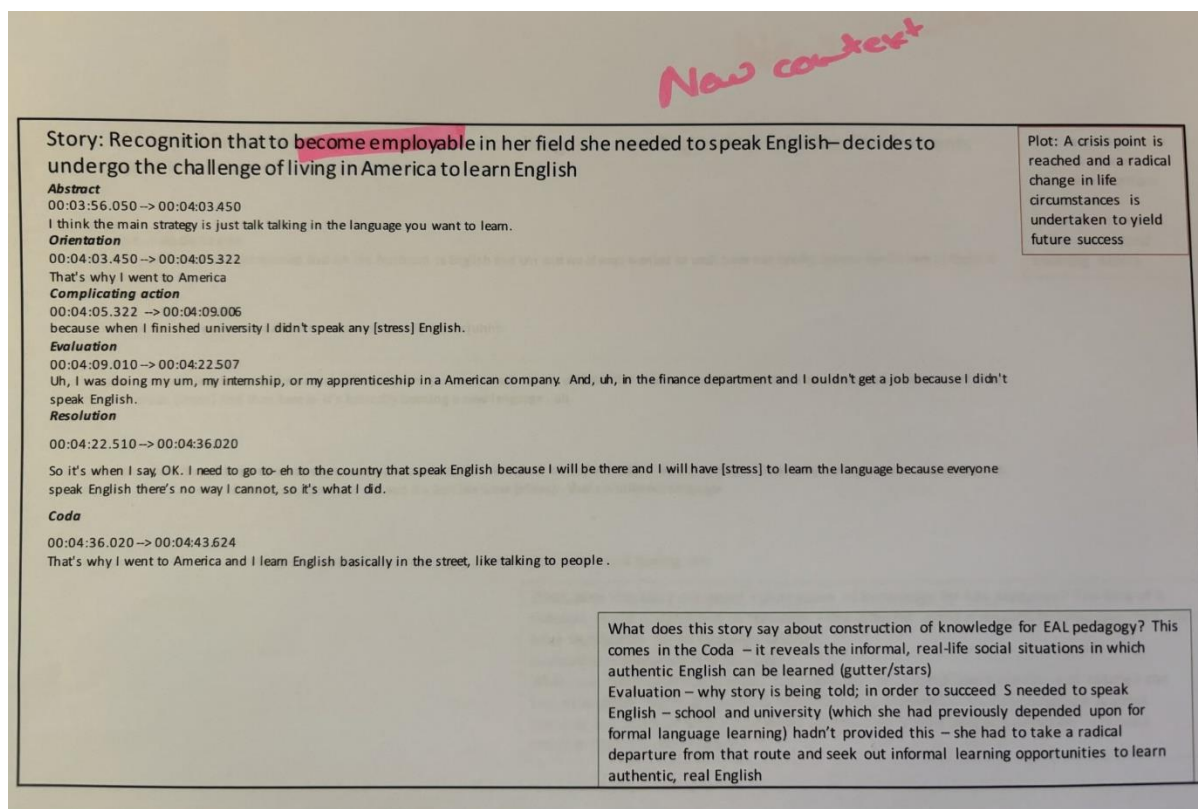 New context
Story: Recognition that to become employable in her field she needed to speak English– decides to
undergo the challenge of living in America to learn English
Abstract
00:03:56.050 --> 00:04:03.450
I think the main strategy is just talk talking in the language you want to learn.
Orientation
00:04:03.450 --> 00:04:05.322
That's why I went to America
Complicating action
00:04:05.322 --> 00:04:09.006
because when I finished university I didn't speak any [stress] English.
Evaluation
00:04:09.010 --> 00:04:22.507
Uh, I was doing my um, my internship, or my apprenticeship in a American company. And, uh, in the finance department and I ouldn't get a job because I didn't
speak English.
Resolution
00:04:22.510 --> 00:04:36.020
So it's when I say, OK. I need to go to- eh to the country that speak English because I will be there and I will have [stress] to learn the language because everyone
speak English there's no way I cannot, so it's what I did.
Coda
00:04:36.020 --> 00:04:43.624
That's why I went to America and I learn English basically in the street, like talking to people .
Plot: A crisis point is
reached and a radical
change in life
circumstances is
undertaken to yield
future success
What does this story say about construction of knowledge for EAL pedagogy? This
comes in the Coda – it reveals the informal, real-life social situations in which
authentic English can be learned (gutter/stars)
Evaluation – why story is being told; in order to succeed S needed to speak
English – school and university (which she had previously depended upon for
formal language learning) hadn't provided this – she had to take a radical
departure from that route and seek out informal learning opportunities to learn
authentic, real English